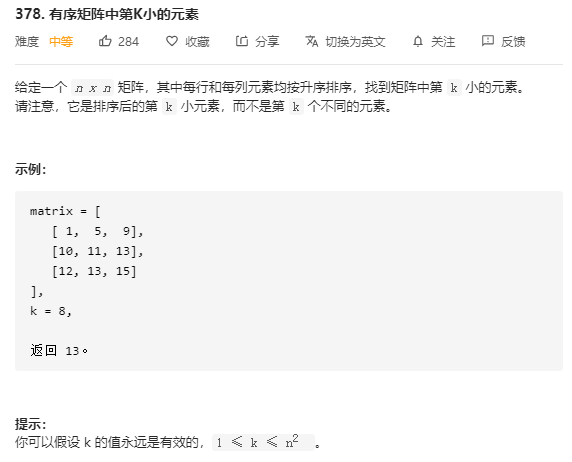 378. 有序矩阵中第K小的元素
难度 中等 284 收藏 分享 切换为英文 关注 反馈
给定一个 n x n 矩阵，其中每行和每列元素均按升序排序，找到矩阵中第 k 小的元素。
请注意，它是排序后的第 k 小元素，而不是第 k 个不同的元素。
示例：
matrix = [
[ 1, 5, 9],
[10, 11, 13],
[12, 13, 15]
],
k = 8,
返回 13。
提示：
你可以假设 k 的值永远是有效的，1 ≤ k ≤ n² 。